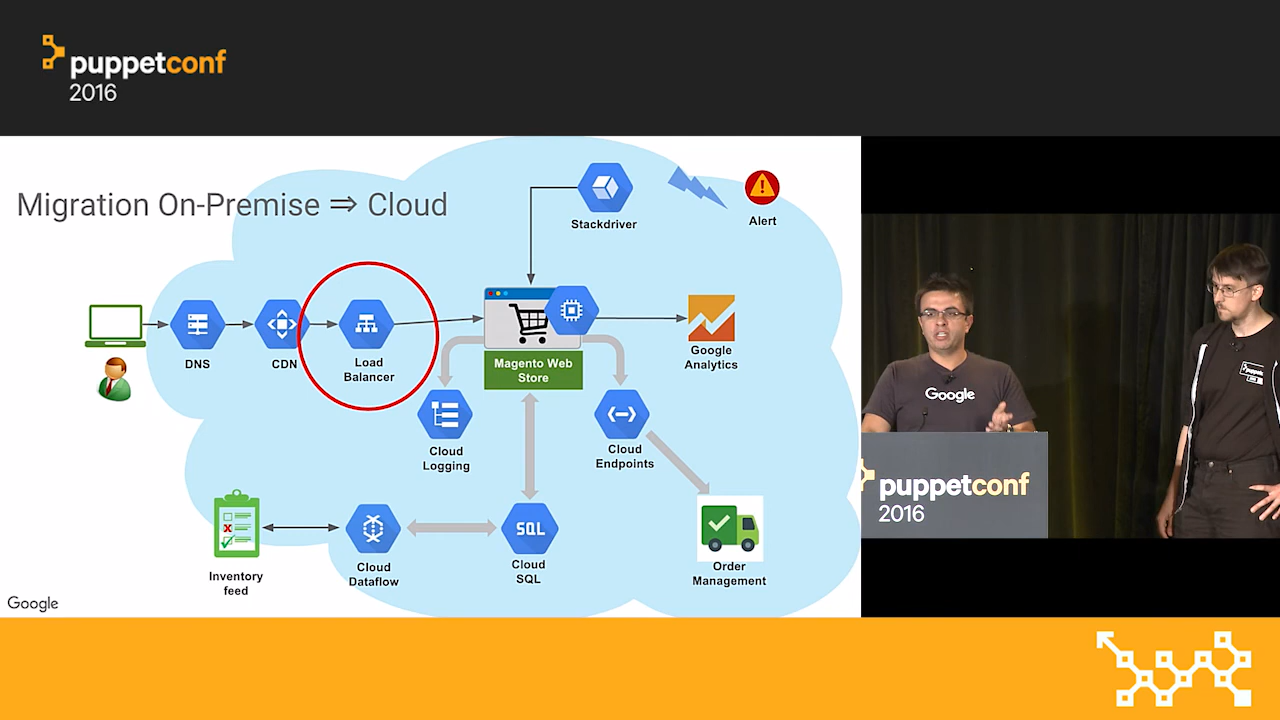 puppetconf
2016
Migration On-Premise ⇒ Cloud
Stackdriver
Alert
DNS
CDN
Load
Balancer
Magento Web
Store
Google
Analytics
Cloud
Logging
Cloud
Endpoints
Inventory
feed
Cloud
Dataflow
SQL
Cloud
SQL
Order
Management
Google
Google
puppetconf
2016